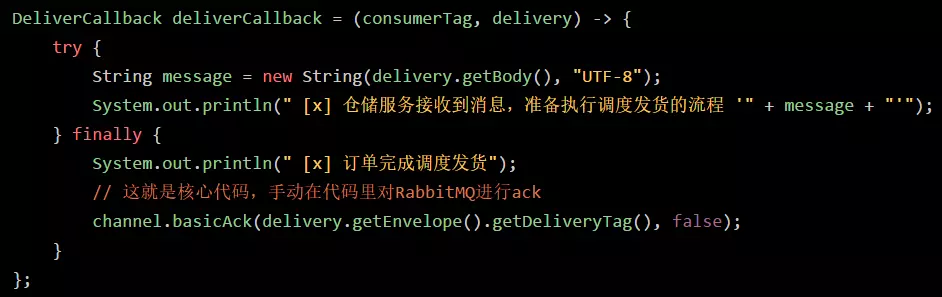 DeliverCallback deliverCallback = (consumerTag, delivery) -> {
    try {
        String message = new String(delivery.getBody(), "UTF-8");
        System.out.println(" [x] 仓储服务接收到消息，准备执行调度发货的流程 '" + message + "'");
    } finally {
        System.out.println(" [x] 订单完成调度发货");
        // 这就是核心代码，手动在代码里对RabbitMQ进行ack
        channel.basicAck(delivery.getEnvelope().getDeliveryTag(), false);
    }
};